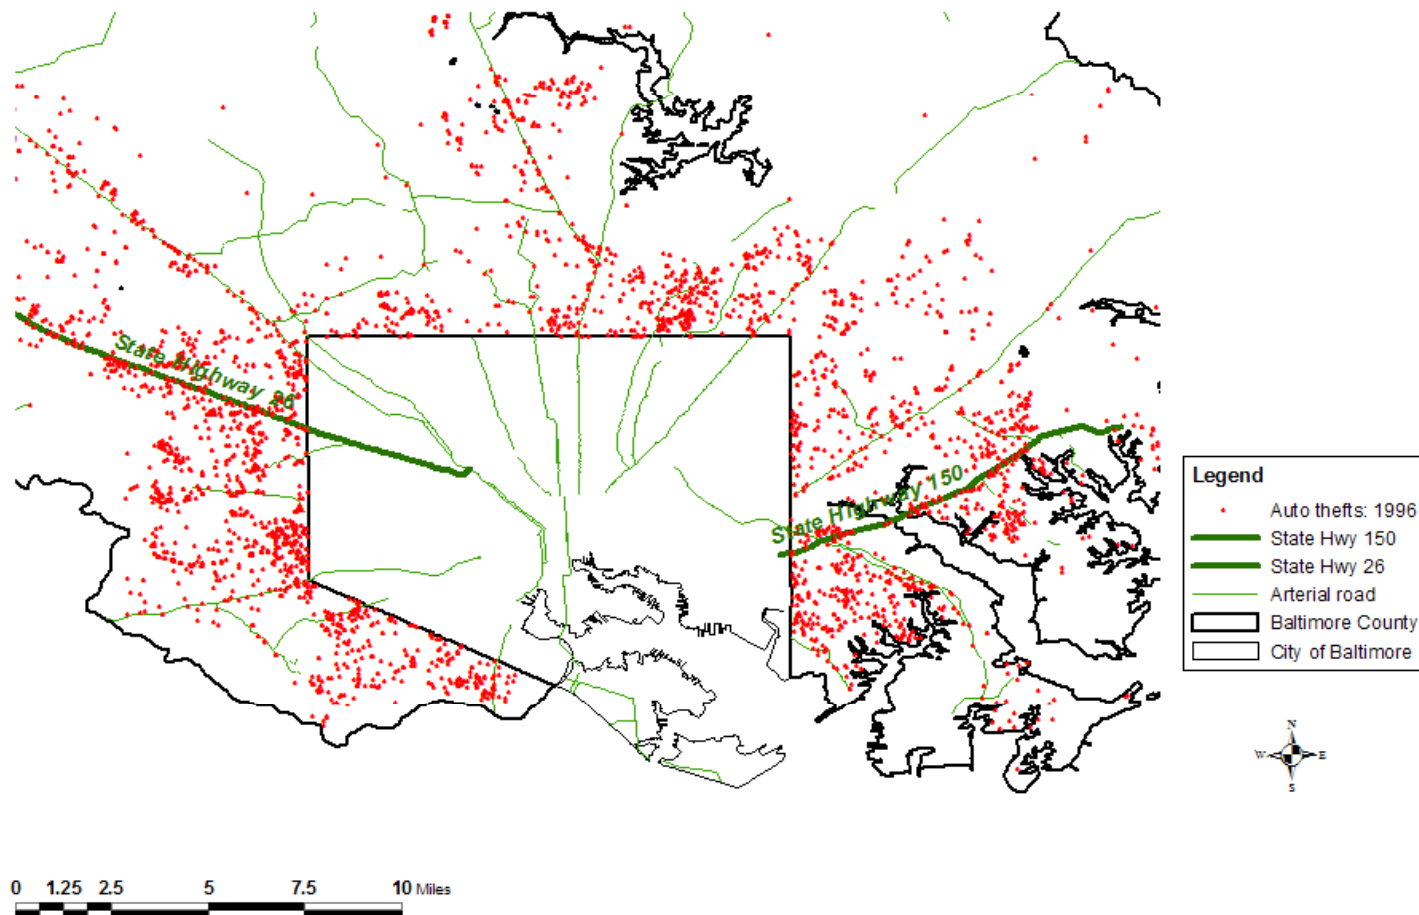 State Highway 26
State Highway 150
Legend
Auto thefts: 1996
State Hwy 150
State Hwy 26
Arterial road
Baltimore County
City of Baltimore
N
W E
S
0 1.25 2.5 5 7.5 10 Miles